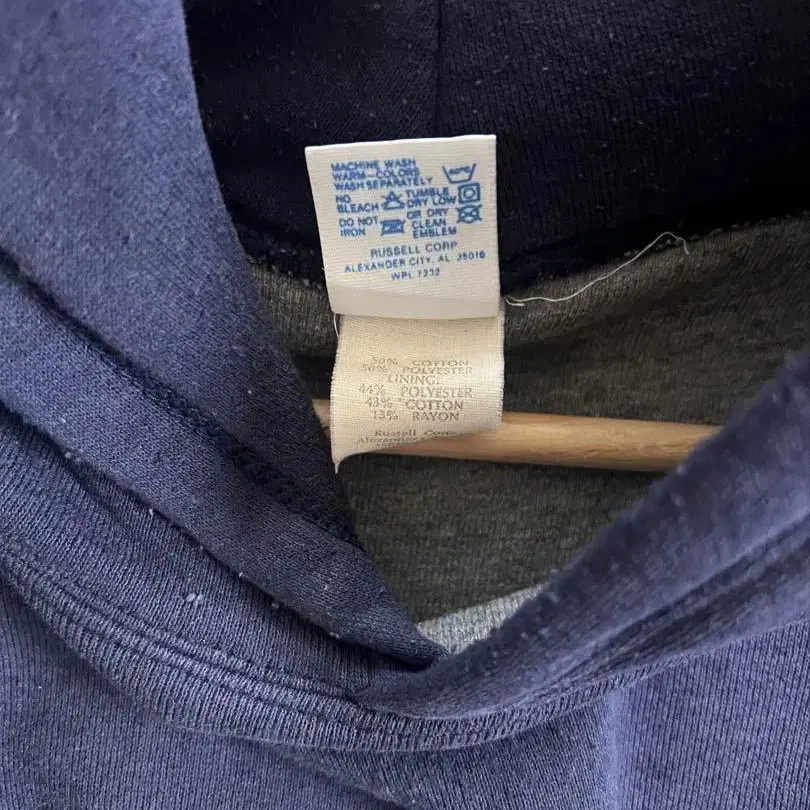 MACHINE WASH
WARM-COLORS
WASH SEPARATELY
NO BLEACH TUMBLE DRY LOW
DO NOT IRON OR DRY CLEAN EMBLEM
RUSSELL CORP
ALEXANDER CITY, AL 35010
WPL 7232
50% COTTON
50% POLYESTER
LINING:
44% POLYESTER
43% COTTON
13% RAYON
Russell Corp
Alexander